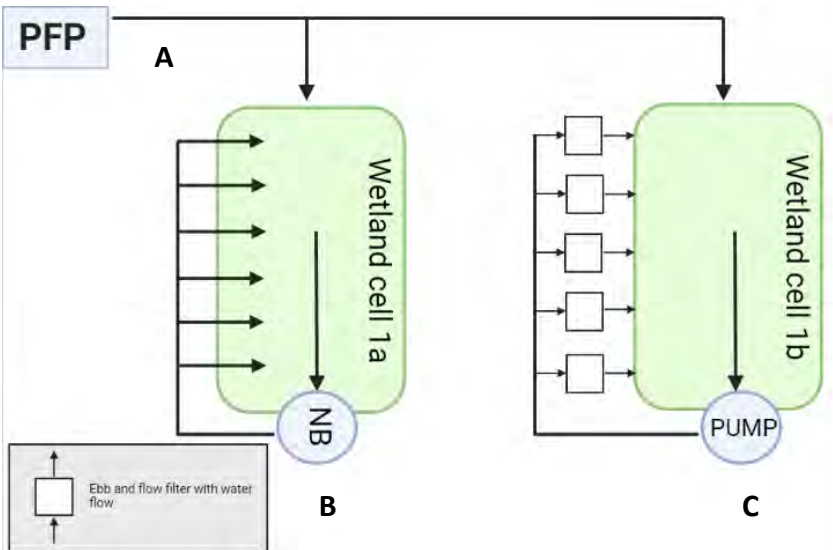 PFP
A
Wetland cell 1a
Wetland cell 1b
NB
PUMP
Ebb and flow filter with water
flow
B
C